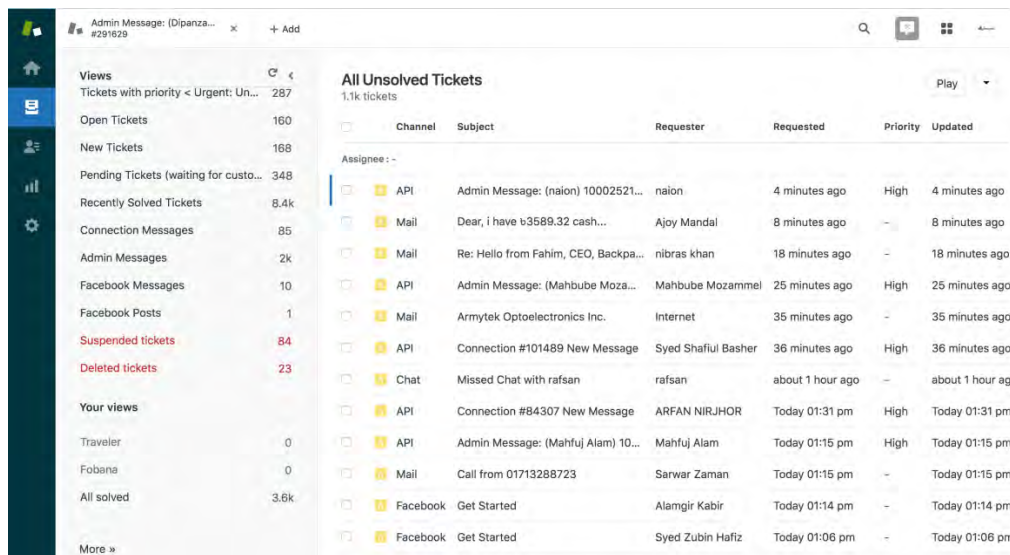 Admin Message: (Dipanza...
#291629
× + Add
Views
Tickets with priority < Urgent: Un... 287
Open Tickets 160
New Tickets 168
Pending Tickets (waiting for custo... 348
Recently Solved Tickets 8.4k
Connection Messages 85
Admin Messages 2k
Facebook Messages 10
Facebook Posts 1
Suspended tickets 84
Deleted tickets 23
Your views
Traveler 0
Fobana 0
All solved 3.6k
More »
All Unsolved Tickets
1.1k tickets
Play
Channel Subject Requester Requested Priority Updated
Assignee : -
API Admin Message: (naion) 10002521... naion 4 minutes ago High 4 minutes ago
Mail Dear, i have ৳3589.32 cash... Ajoy Mandal 8 minutes ago - 8 minutes ago
Mail Re: Hello from Fahim, CEO, Backpa... nibras khan 18 minutes ago - 18 minutes ago
API Admin Message: (Mahbube Moza... Mahbube Mozammel 25 minutes ago High 25 minutes ago
Mail Armytek Optoelectronics Inc. Internet 35 minutes ago - 35 minutes ago
API Connection #101489 New Message Syed Shafiul Basher 36 minutes ago High 36 minutes ago
Chat Missed Chat with rafsan rafsan about 1 hour ago - about 1 hour ag
API Connection #84307 New Message ARFAN NIRJHOR Today 01:31 pm High Today 01:31 pm
API Admin Message: (Mahfuj Alam) 10... Mahfuj Alam Today 01:15 pm High Today 01:15 pm
Mail Call from 01713288723 Sarwar Zaman Today 01:15 pm - Today 01:15 pm
Facebook Get Started Alamgir Kabir Today 01:14 pm - Today 01:14 pm
Facebook Get Started Syed Zubin Hafiz Today 01:06 pm - Today 01:06 pm